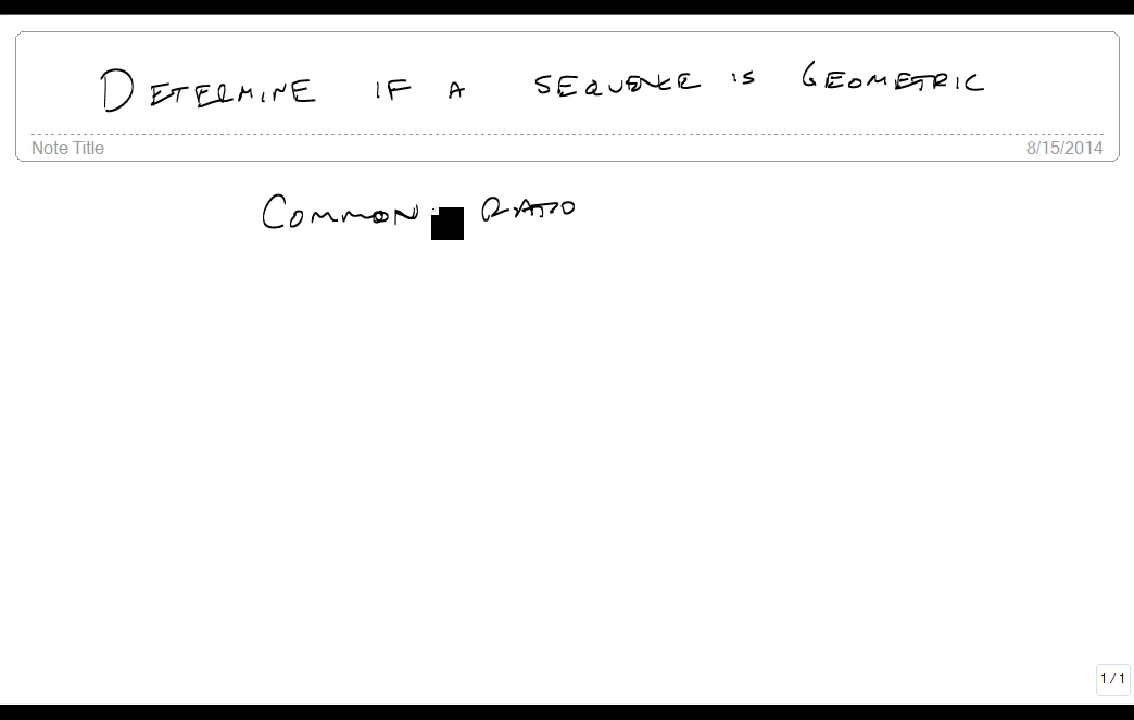 DETERMINE IF A SEQUENCE IS GEOMETRIC
Note Title
8/15/2014
COMMON RATIO
1/1